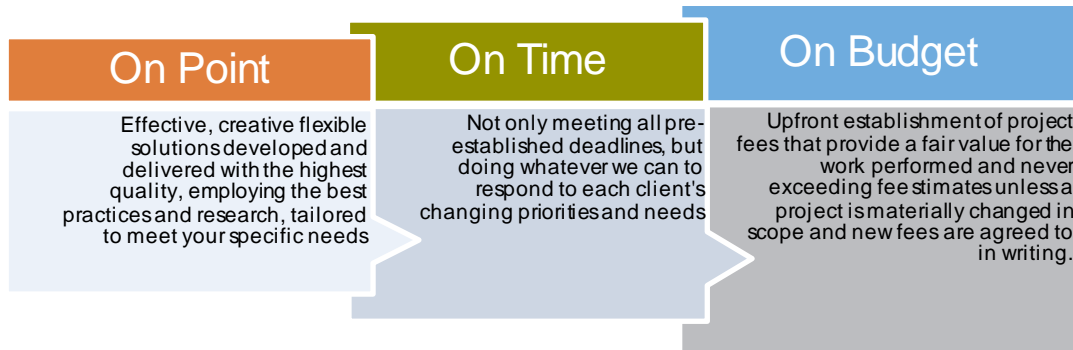 On Point
Effective, creative flexible
solutions developed and
delivered with the highest
quality, employing the best
practices and research, tailored
to meet your specific needs
On Time
Not only meeting all pre-
established deadlines, but
doing whatever we can to
respond to each client's
changing priorities and needs
On Budget
Upfront establishment of project
fees that provide a fair value for the
work performed and never
exceeding fee stimates unless a
project is materially changed in
scope and new fees are agreed to
in writing.